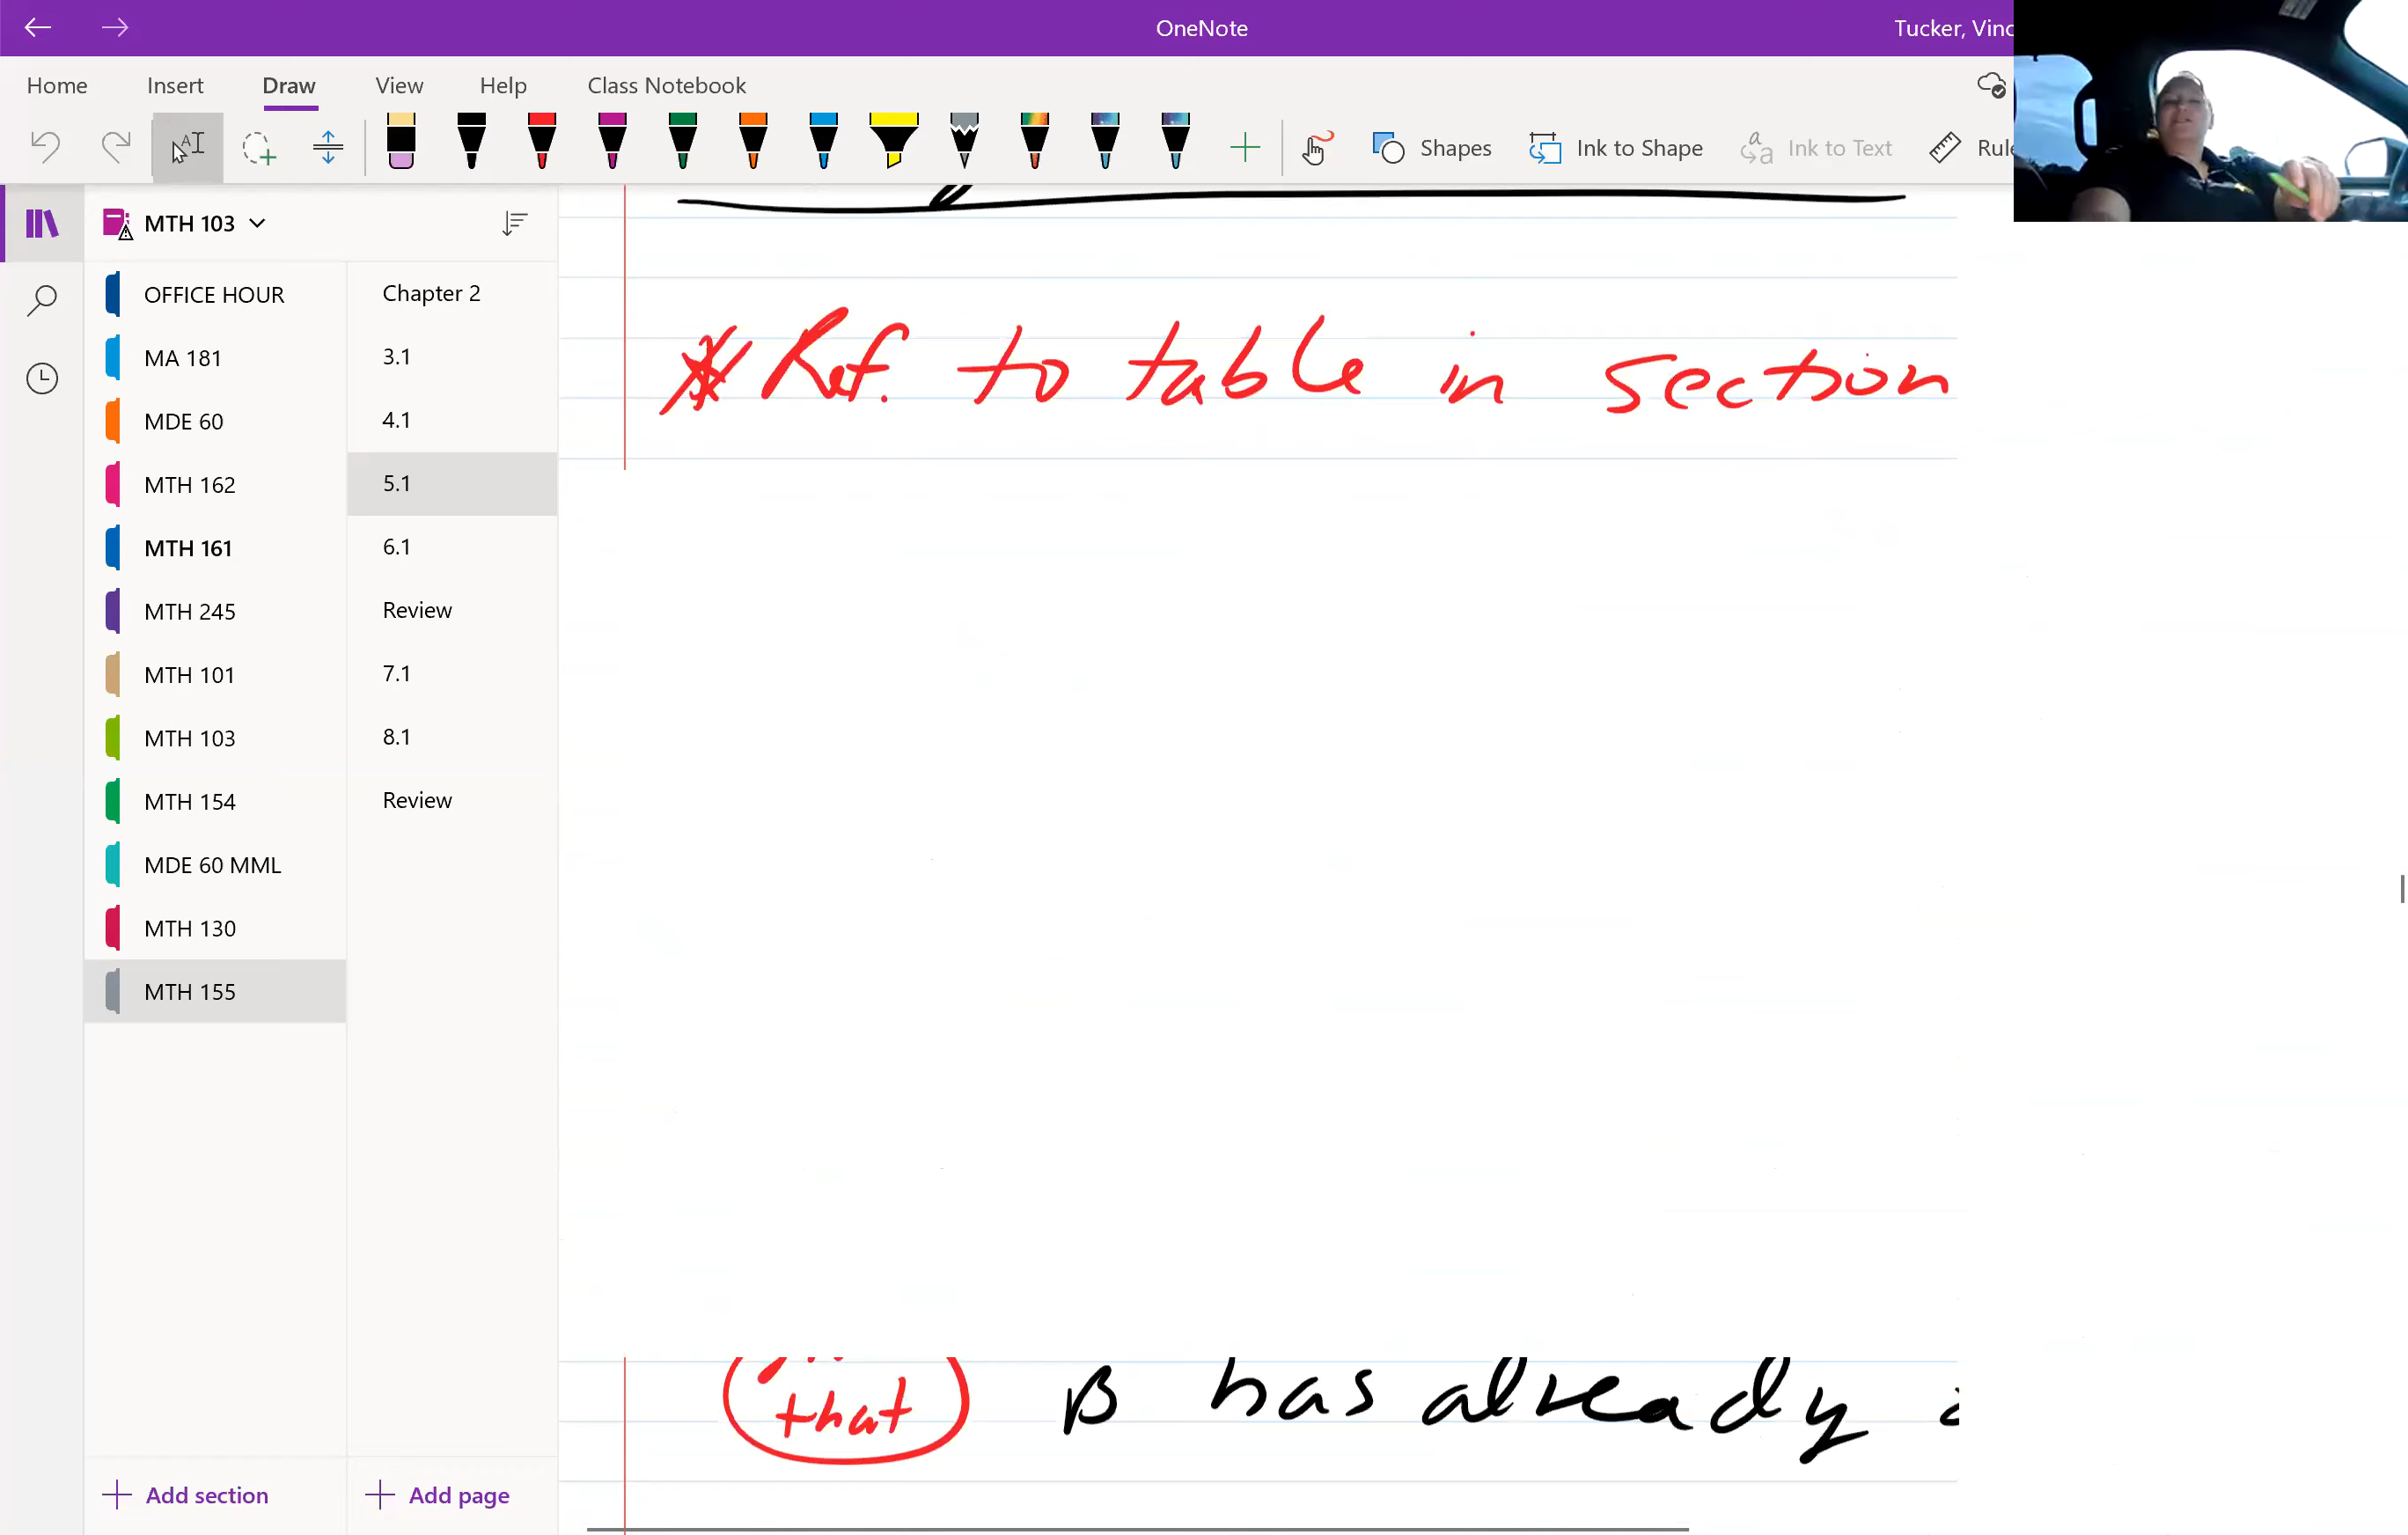 OneNote
Tucker, Vinc
Home Insert Draw View Help Class Notebook
Shapes Ink to Shape Ink to Text Rule
MTH 103
OFFICE HOUR
MA 181
MDE 60
MTH 162
MTH 161
MTH 245
MTH 101
MTH 103
MTH 154
MDE 60 MML
MTH 130
MTH 155
Add section
Chapter 2
3.1
4.1
5.1
6.1
Review
7.1
8.1
Review
Add page
* Ref. to table in section
that B has already